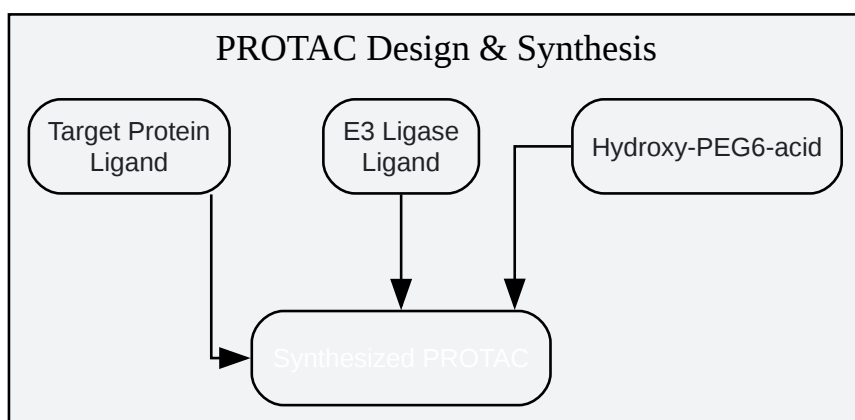 PROTAC Design & Synthesis
Target Protein
Ligand
E3 Ligase
Ligand
Hydroxy-PEG6-acid
Synthesized PROTAC